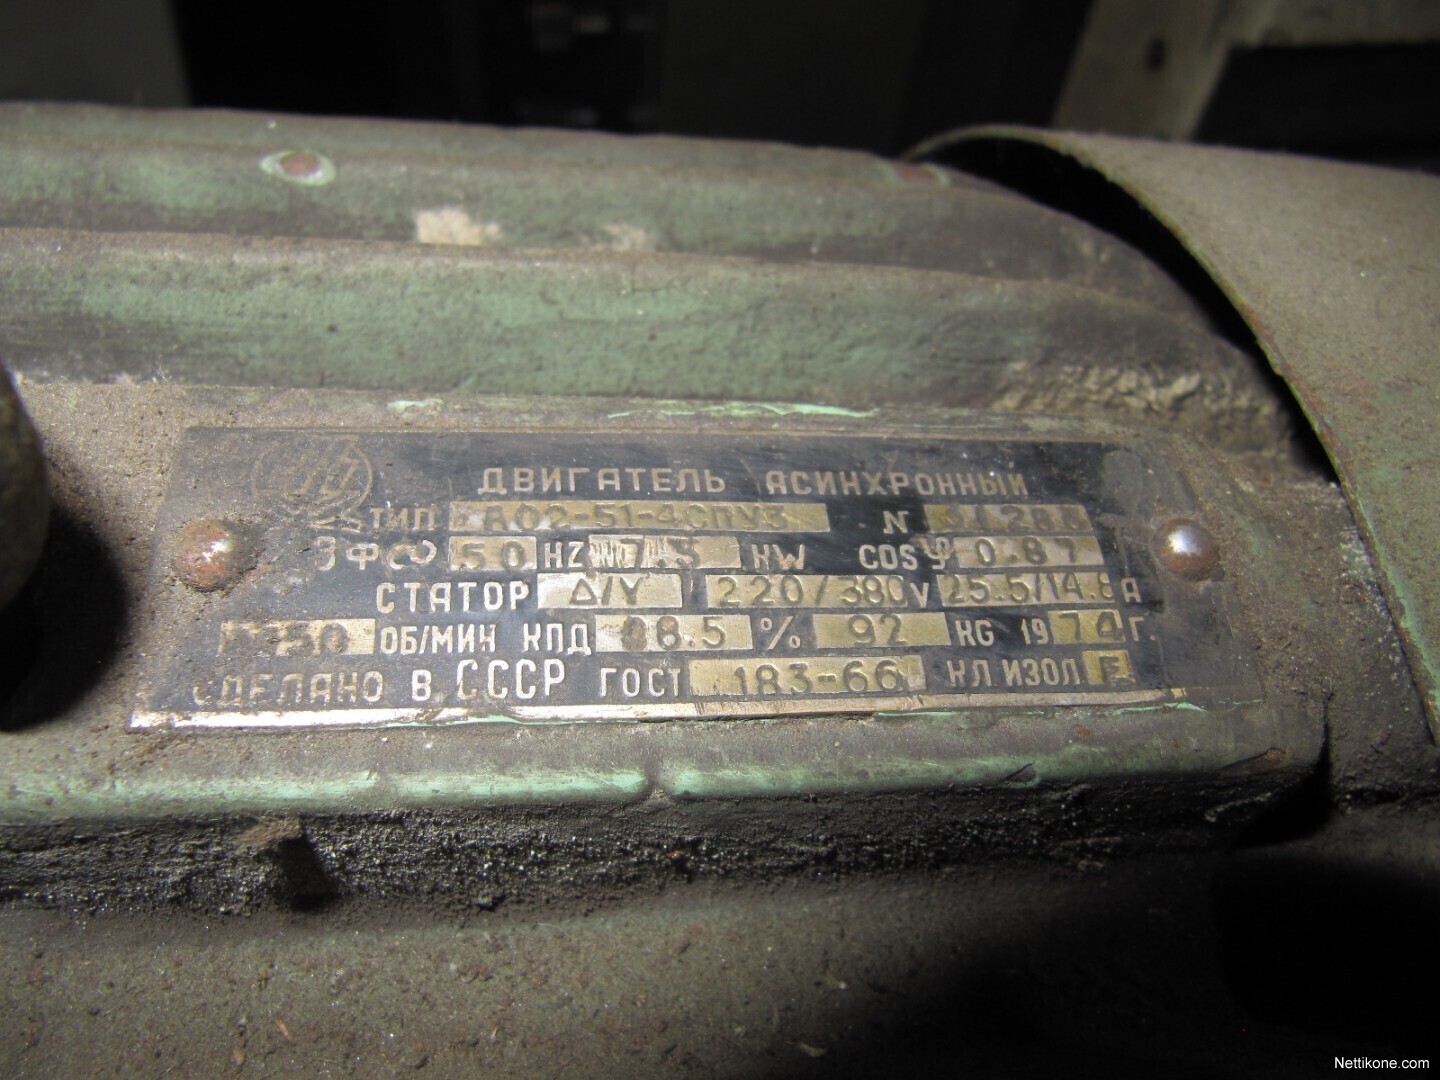 ДВИГАТЕЛЬ АСИНХРОННЫЙ
ТИП АО2-51-4СПУЗ N
3Ф 50 HZ 7.5 KW COS φ 0.87
СТАТОР Δ/Y 220/380 V 25.5/14.8 A
ОБ/МИН КПД 88.5 % 92 KG 1974 Г.
СДЕЛАНО В СССР ГОСТ 183-66 КЛ.ИЗОЛ.
Nettikone.com